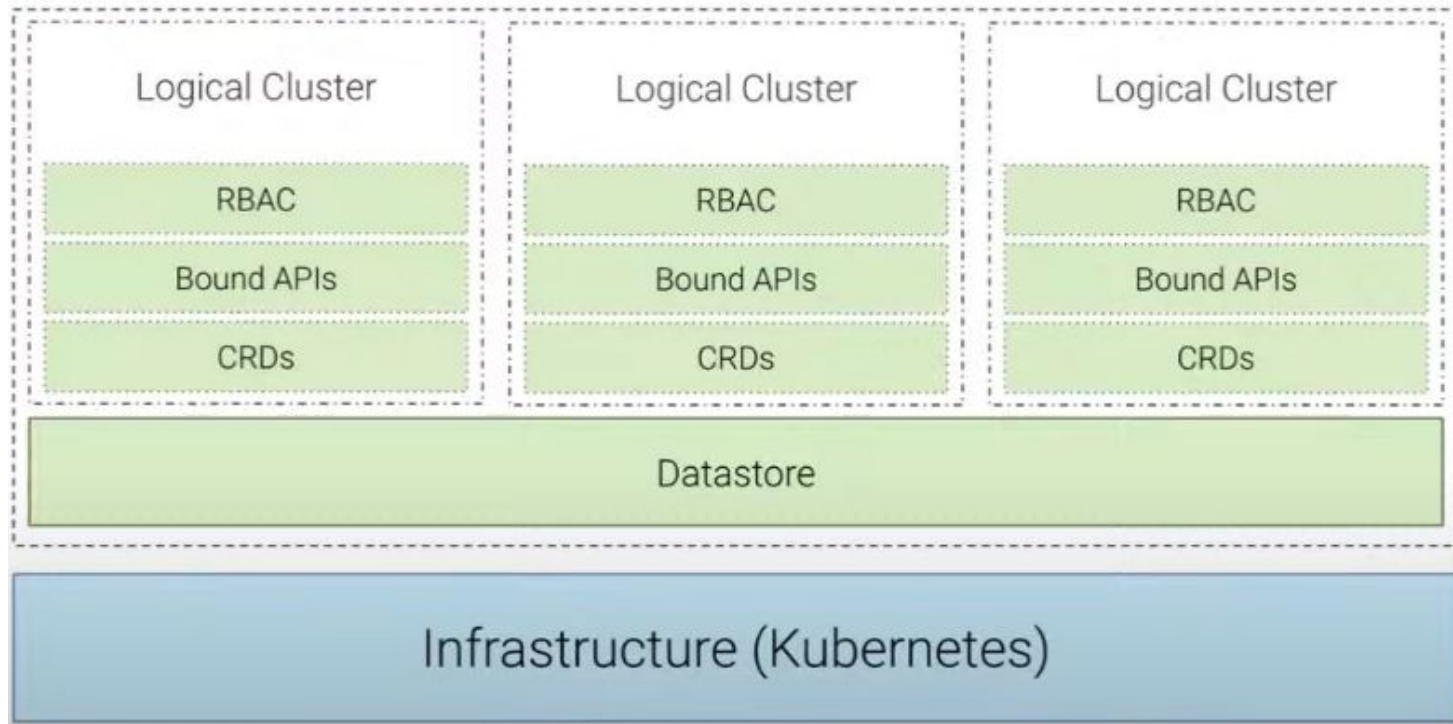 Logical Cluster
RBAC
Bound APIs
CRDs
Logical Cluster
RBAC
Bound APIs
CRDs
Logical Cluster
RBAC
Bound APIs
CRDs
Datastore
Infrastructure (Kubernetes)